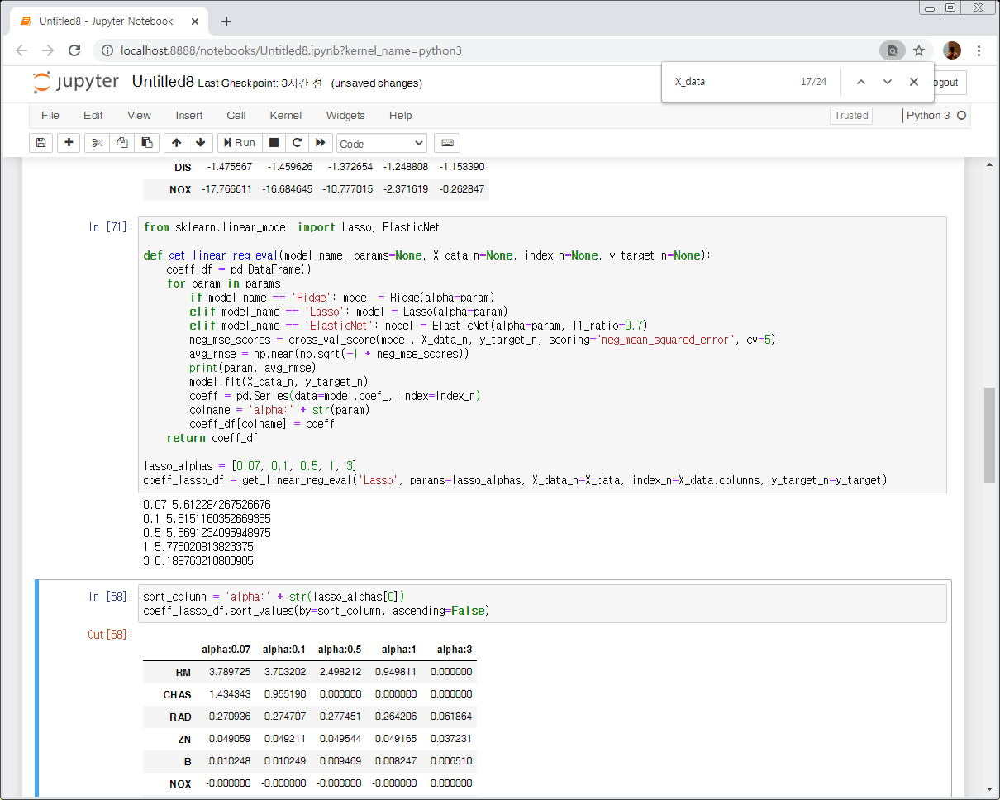 Untitled8 - Jupyter Notebook
localhost:8888/notebooks/Untitled8.ipynb?kernel_name=python3
X_data 17/24
jupyter Untitled8 Last Checkpoint: 3시간 전 (unsaved changes) ogout
File Edit View Insert Cell Kernel Widgets Help Trusted Python 3
Run Code
DIS -1.475567 -1.459626 -1.372654 -1.248808 -1.153390
NOX -17.766611 -16.684645 -10.777015 -2.371619 -0.262847
In [71]: from sklearn.linear_model import Lasso, ElasticNet
def get_linear_reg_eval(model_name, params=None, X_data_n=None, index_n=None, y_target_n=None):
coeff_df = pd.DataFrame()
for param in params:
if model_name == 'Ridge': model = Ridge(alpha=param)
elif model_name == 'Lasso': model = Lasso(alpha=param)
elif model_name == 'ElasticNet': model = ElasticNet(alpha=param, l1_ratio=0.7)
neg_mse_scores = cross_val_score(model, X_data_n, y_target_n, scoring="neg_mean_squared_error", cv=5)
avg_rmse = np.mean(np.sqrt(-1 * neg_mse_scores))
print(param, avg_rmse)
model.fit(X_data_n, y_target_n)
coeff = pd.Series(data=model.coef_, index=index_n)
colname = 'alpha:' + str(param)
coeff_df[colname] = coeff
return coeff_df
lasso_alphas = [0.07, 0.1, 0.5, 1, 3]
coeff_lasso_df = get_linear_reg_eval('Lasso', params=lasso_alphas, X_data_n=X_data, index_n=X_data.columns, y_target_n=y_target)
0.07 5.612284267526676
0.1 5.6151160352669365
0.5 5.6691234095948975
1 5.776020813823375
3 6.188763210800905
In [68]: sort_column = 'alpha:' + str(lasso_alphas[0])
coeff_lasso_df.sort_values(by=sort_column, ascending=False)
Out[68]:
alpha:0.07 alpha:0.1 alpha:0.5 alpha:1 alpha:3
RM 3.789725 3.703202 2.498212 0.949811 0.000000
CHAS 1.434343 0.955190 0.000000 0.000000 0.000000
RAD 0.270936 0.274707 0.277451 0.264206 0.061864
ZN 0.049059 0.049211 0.049544 0.049165 0.037231
B 0.010248 0.010249 0.009469 0.008247 0.006510
NOX -0.000000 -0.000000 -0.000000 -0.000000 0.000000